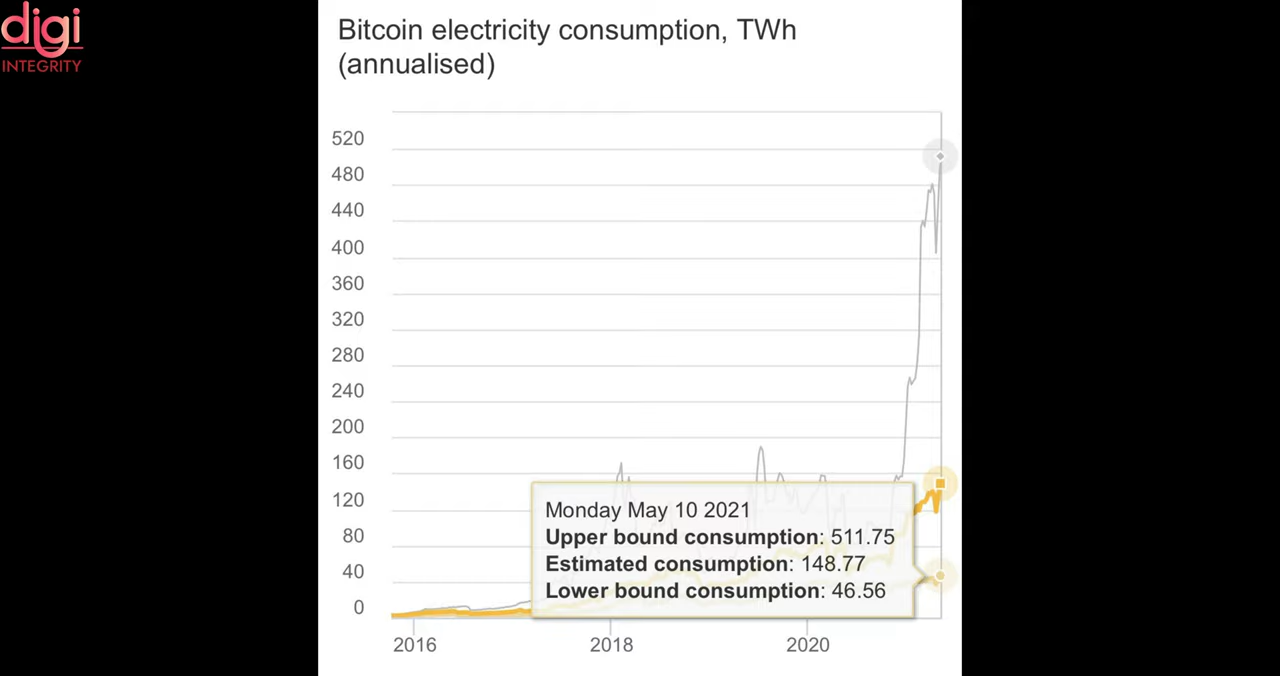 digi
INTEGRITY
Bitcoin electricity consumption, TWh
(annualised)
520
480
440
400
360
320
280
240
200
160
120
80
40
0
Monday May 10 2021
Upper bound consumption: 511.75
Estimated consumption: 148.77
Lower bound consumption: 46.56
2016 2018 2020